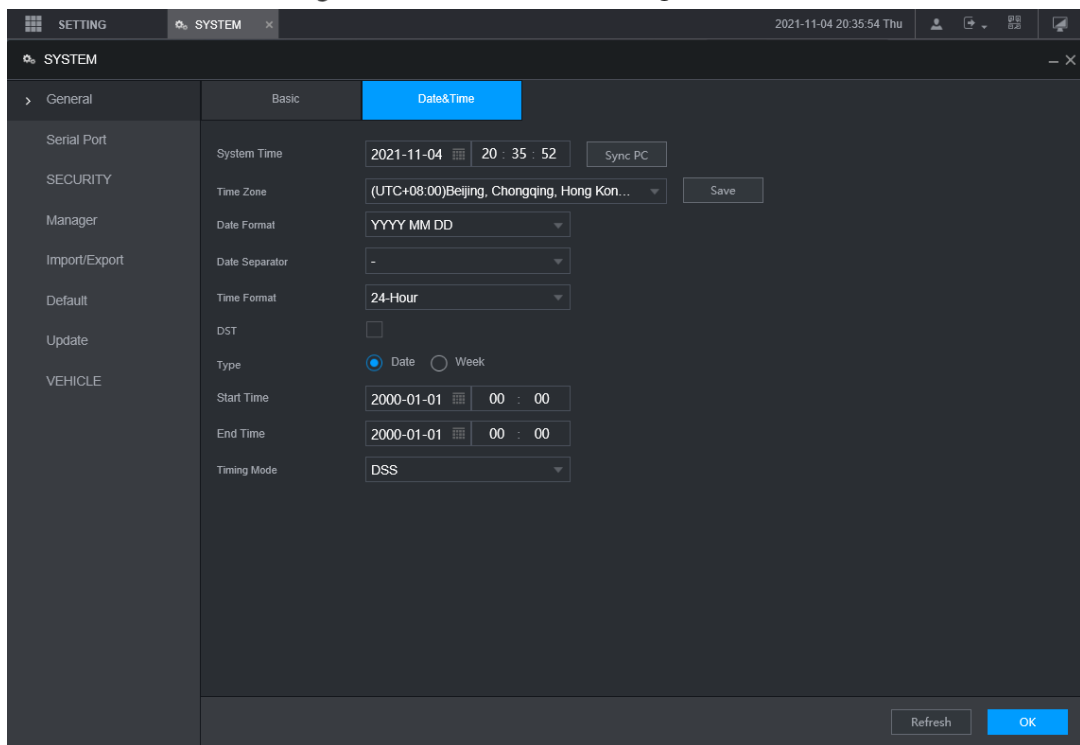 SETTING SYSTEM × 2021-11-04 20:35:54 Thu
SYSTEM
General Basic Date&Time
Serial Port
SECURITY
Manager
Import/Export
Default
Update
VEHICLE
System Time 2021-11-04 20 : 35 : 52 Sync PC
Time Zone (UTC+08:00)Beijing, Chongqing, Hong Kon... Save
Date Format YYYY MM DD
Date Separator -
Time Format 24-Hour
DST
Type Date Week
Start Time 2000-01-01 00 : 00
End Time 2000-01-01 00 : 00
Timing Mode DSS
Refresh OK